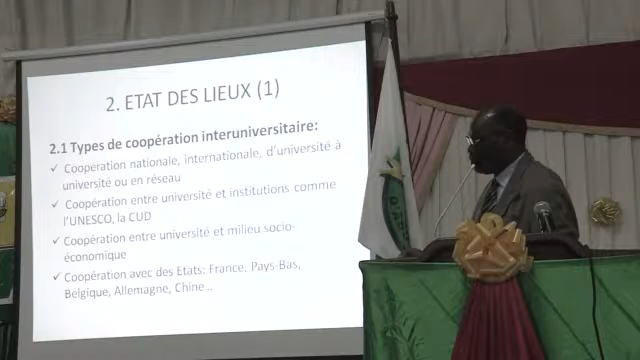 2. ETAT DES LIEUX (1)
2.1 Types de coopération interuniversitaire:
✓ Coopération nationale, internationale, d'université à
université ou en réseau
✓ Coopération entre université et institutions comme
l'UNESCO, la CUD
✓ Coopération entre université et milieu socio-
économique
✓ Coopération avec des Etats: France, Pays-Bas,
Belgique, Allemagne, Chine...